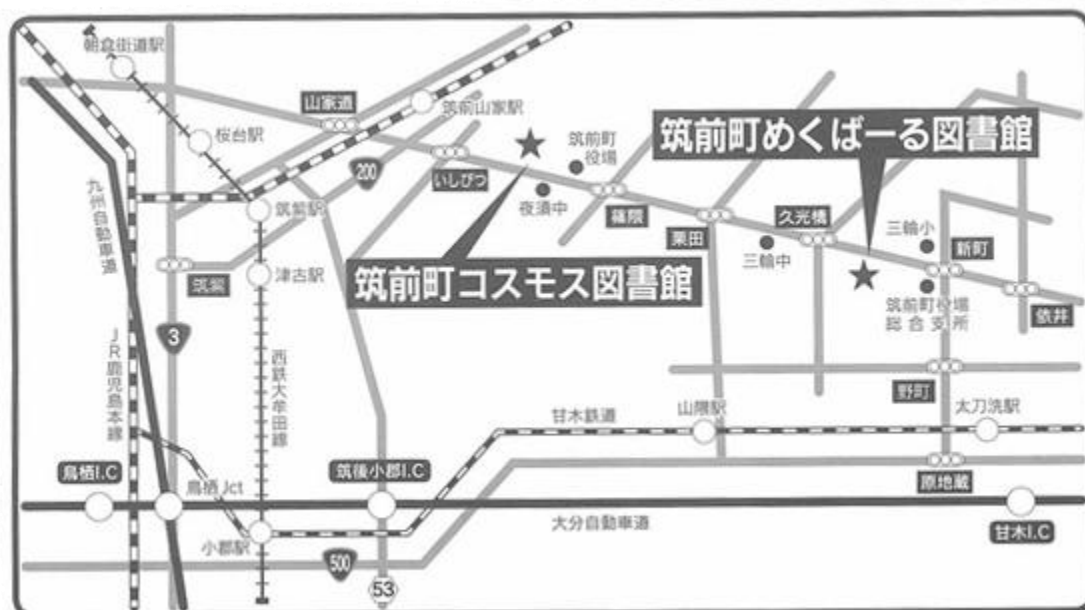 朝倉街道駅
桜台駅
山家道
筑前山家駅
200
いしびつ
筑前町
役場
夜須中
篠隈
筑前町めくばーる図書館
栗田
久光橋
三輪中
三輪小
新町
筑前町役場
総合支所
依井
九州自動車道
筑紫駅
筑紫
津古駅
筑前町コスモス図書館
3
JR鹿児島本線
西鉄大牟田線
野町
甘木鉄道
山隈駅
太刀洗駅
鳥栖I.C
鳥栖Jct
筑後小郡I.C
原地蔵
大分自動車道
甘木I.C
小郡駅
500
53